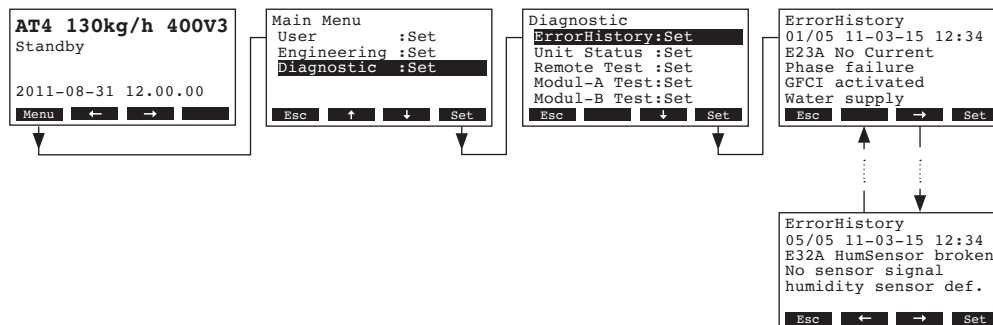 AT4 130kg/h 400V3
Standby
2011-08-31 12.00.00
Menu ← →
Main Menu
User :Set
Engineering :Set
Diagnostic :Set
Esc ↑ ↓ Set
Diagnostic
ErrorHistory:Set
Unit Status :Set
Remote Test :Set
Modul-A Test:Set
Modul-B Test:Set
Esc ↓ Set
ErrorHistory
01/05 11-03-15 12:34
E23A No Current
Phase failure
GFCI activated
Water supply
Esc → Set
ErrorHistory
05/05 11-03-15 12:34
E32A HumSensor broken
No sensor signal
humidity sensor def.
Esc ← → Set